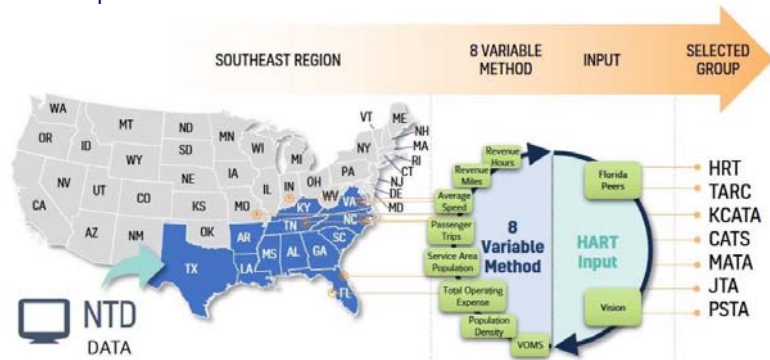 SOUTHEAST REGION
8 VARIABLE
METHOD
INPUT
SELECTED
GROUP
WA
OR
CA
NV
ID
MT
WY
UT
AZ
CO
NM
ND
SD
NE
KS
OK
TX
MN
IA
MO
AR
LA
WI
IL
MI
IN
OH
KY
TN
MS
AL
GA
FL
SC
NC
VA
WV
PA
NY
VT
ME
NH
MA
RI
CT
NJ
DE
MD
NTD
DATA
Revenue
Hours
Revenue
Miles
Average
Speed
Passenger
Trips
Service Area
Population
Total Operating
Expense
Population
Density
VOMS
8
Variable
Method
Florida
Peers
HART
Input
Vision
HRT
TARC
KCATA
CATS
MATA
JTA
PSTA